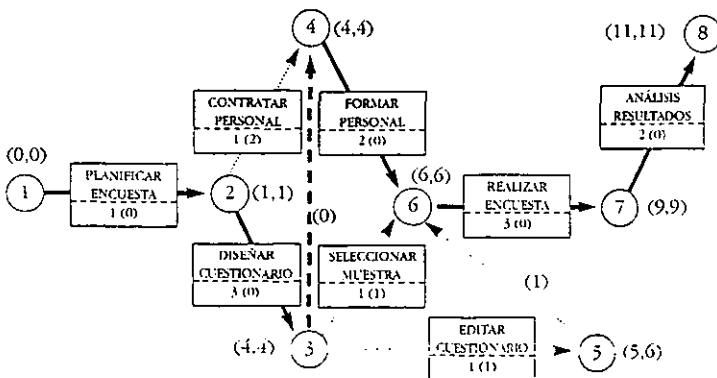 4
(4,4)
(11,11)
8
CONTRATAR
PERSONAL
1 (2)
FORMAR
PERSONAL
2 (0)
ANÁLISIS
RESULTADOS
2 (0)
(0,0)
1
PLANIFICAR
ENCUESTA
1 (0)
2
(1,1)
(0)
(6,6)
6
REALIZAR
ENCUESTA
3 (0)
7
(9,9)
DISEÑAR
CUESTIONARIO
3 (0)
SELECCIONAR
MUESTRA
1 (1)
(1)
(4,4)
3
EDITAR
CUESTIONARIO
1 (1)
5
(5,6)